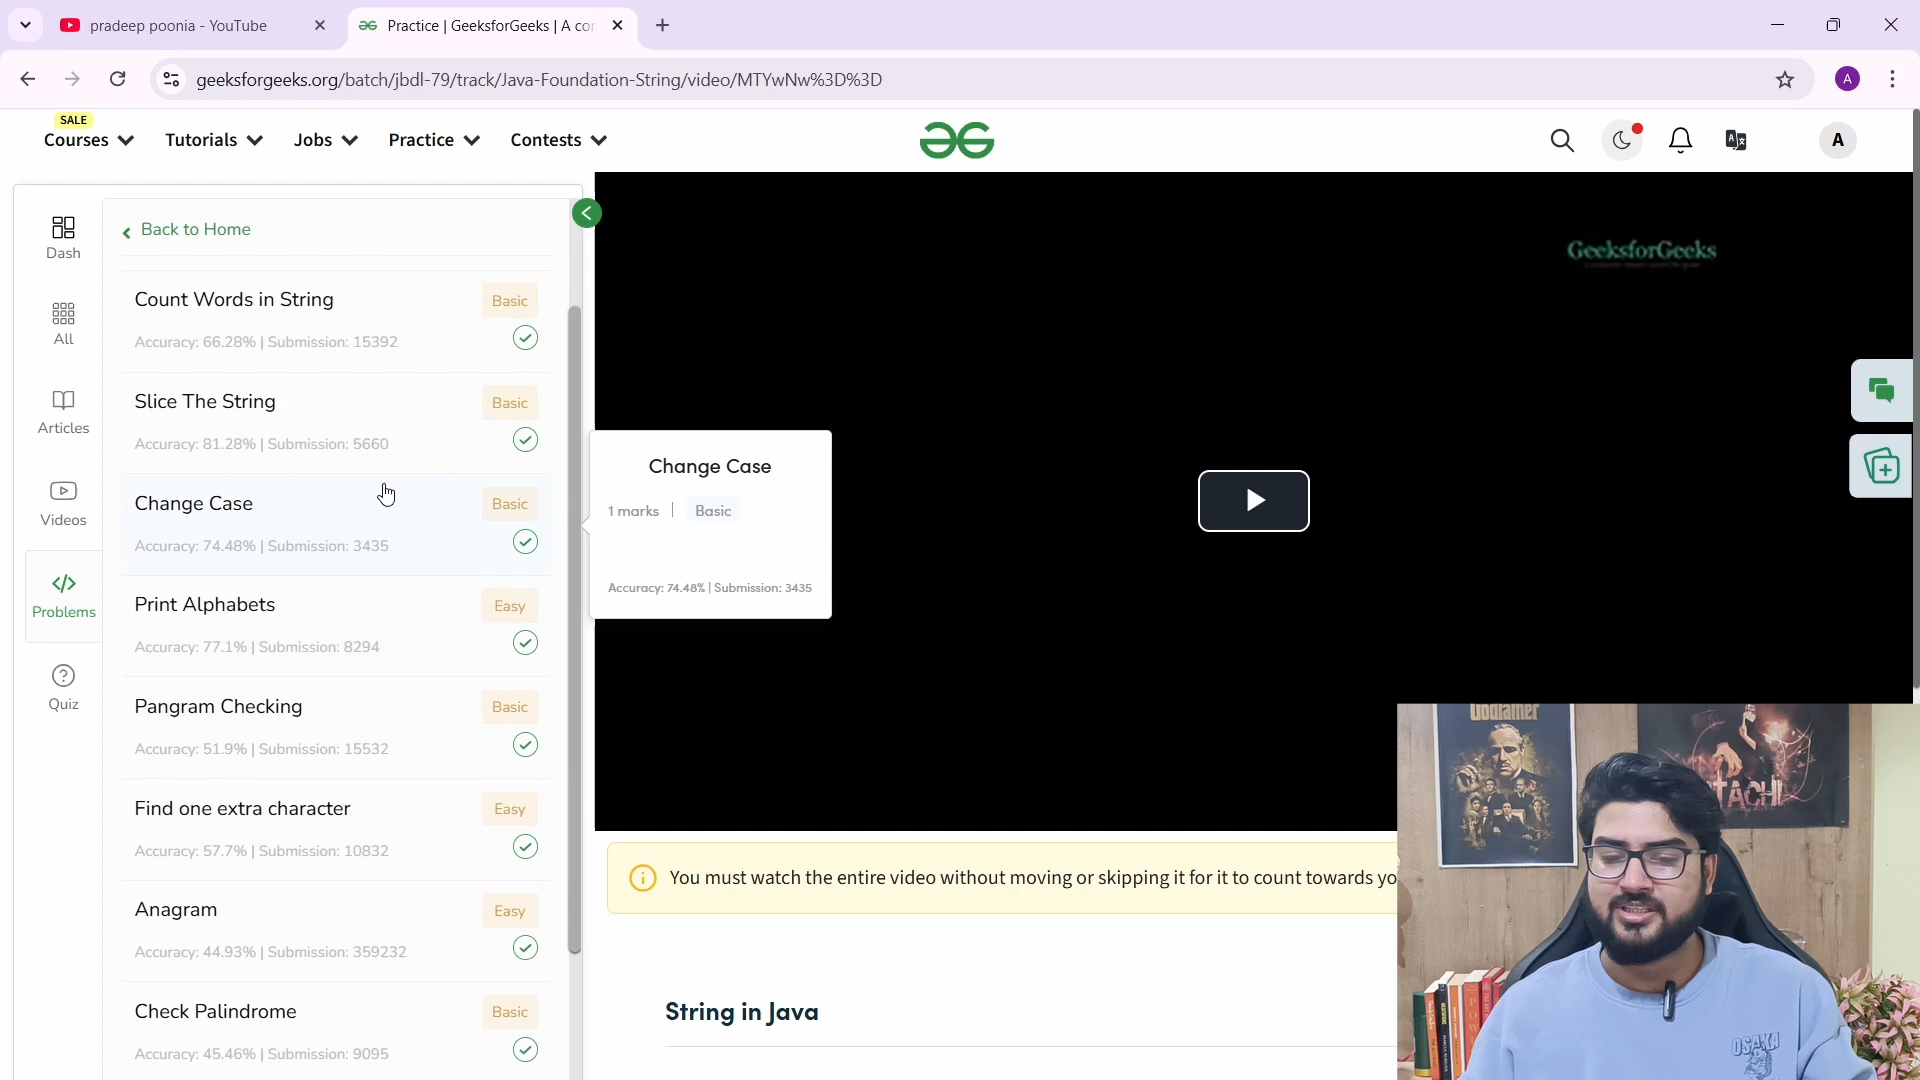 pradeep poonia - YouTube
Practice | GeeksforGeeks | A co
geeksforgeeks.org/batch/jbdl-79/track/Java-Foundation-String/video/MTYwNw%3D%3D
A
SALE
Courses
Tutorials
Jobs
Practice
Contests
A
Dash
All
Articles
Videos
Problems
Quiz
Back to Home
Count Words in String
Basic
Accuracy: 66.28% | Submission: 15392
Slice The String
Basic
Accuracy: 81.28% | Submission: 5660
Change Case
Basic
Accuracy: 74.48% | Submission: 3435
Print Alphabets
Easy
Accuracy: 77.1% | Submission: 8294
Pangram Checking
Basic
Accuracy: 51.9% | Submission: 15532
Find one extra character
Easy
Accuracy: 57.7% | Submission: 10832
Anagram
Easy
Accuracy: 44.93% | Submission: 359232
Check Palindrome
Basic
Accuracy: 45.46% | Submission: 9095
Change Case
1 marks | Basic
Accuracy: 74.48% | Submission: 3435
GeeksforGeeks
You must watch the entire video without moving or skipping it for it to count towards yo
String in Java
Godfather
TACHI
OSAKA